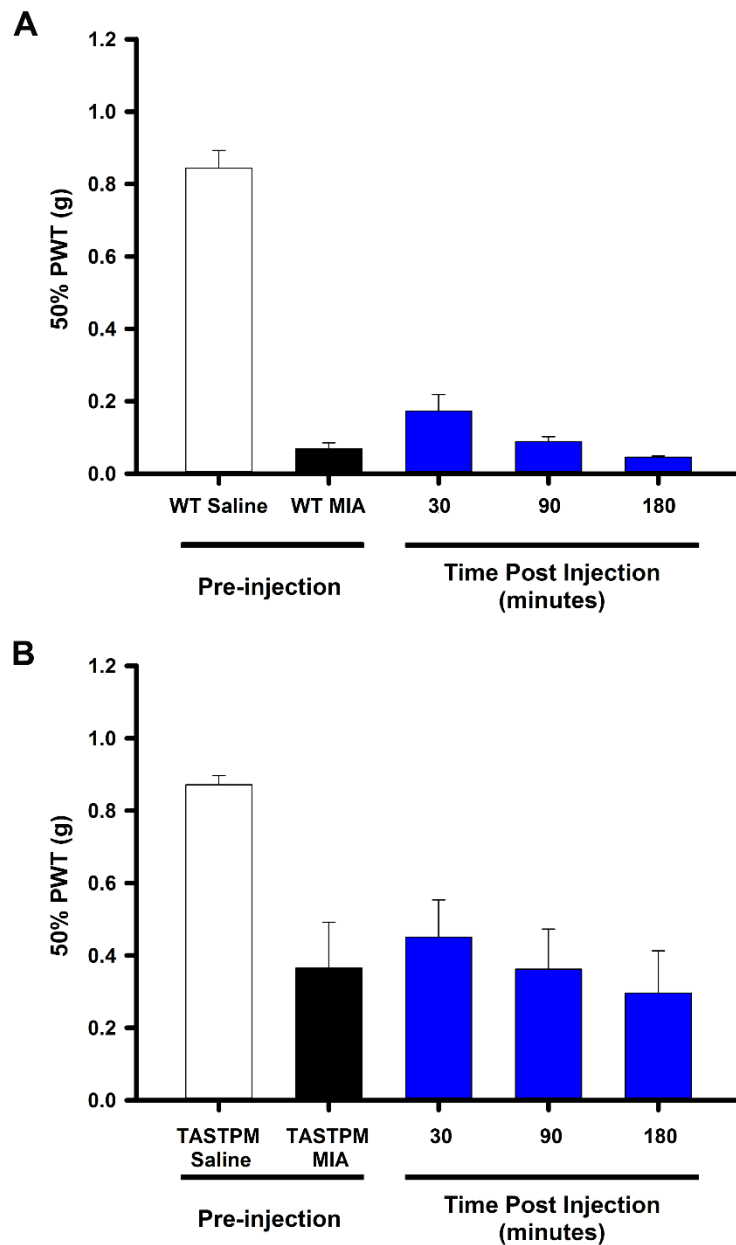 A
1.2
1.0
0.8
0.6
0.4
0.2
0.0
50% PWT (g)
WT Saline WT MIA 30 90 180
Pre-injection
Time Post Injection
(minutes)
B
1.2
1.0
0.8
0.6
0.4
0.2
0.0
50% PWT (g)
TASTPM
Saline
TASTPM
MIA
30 90 180
Pre-injection
Time Post Injection
(minutes)